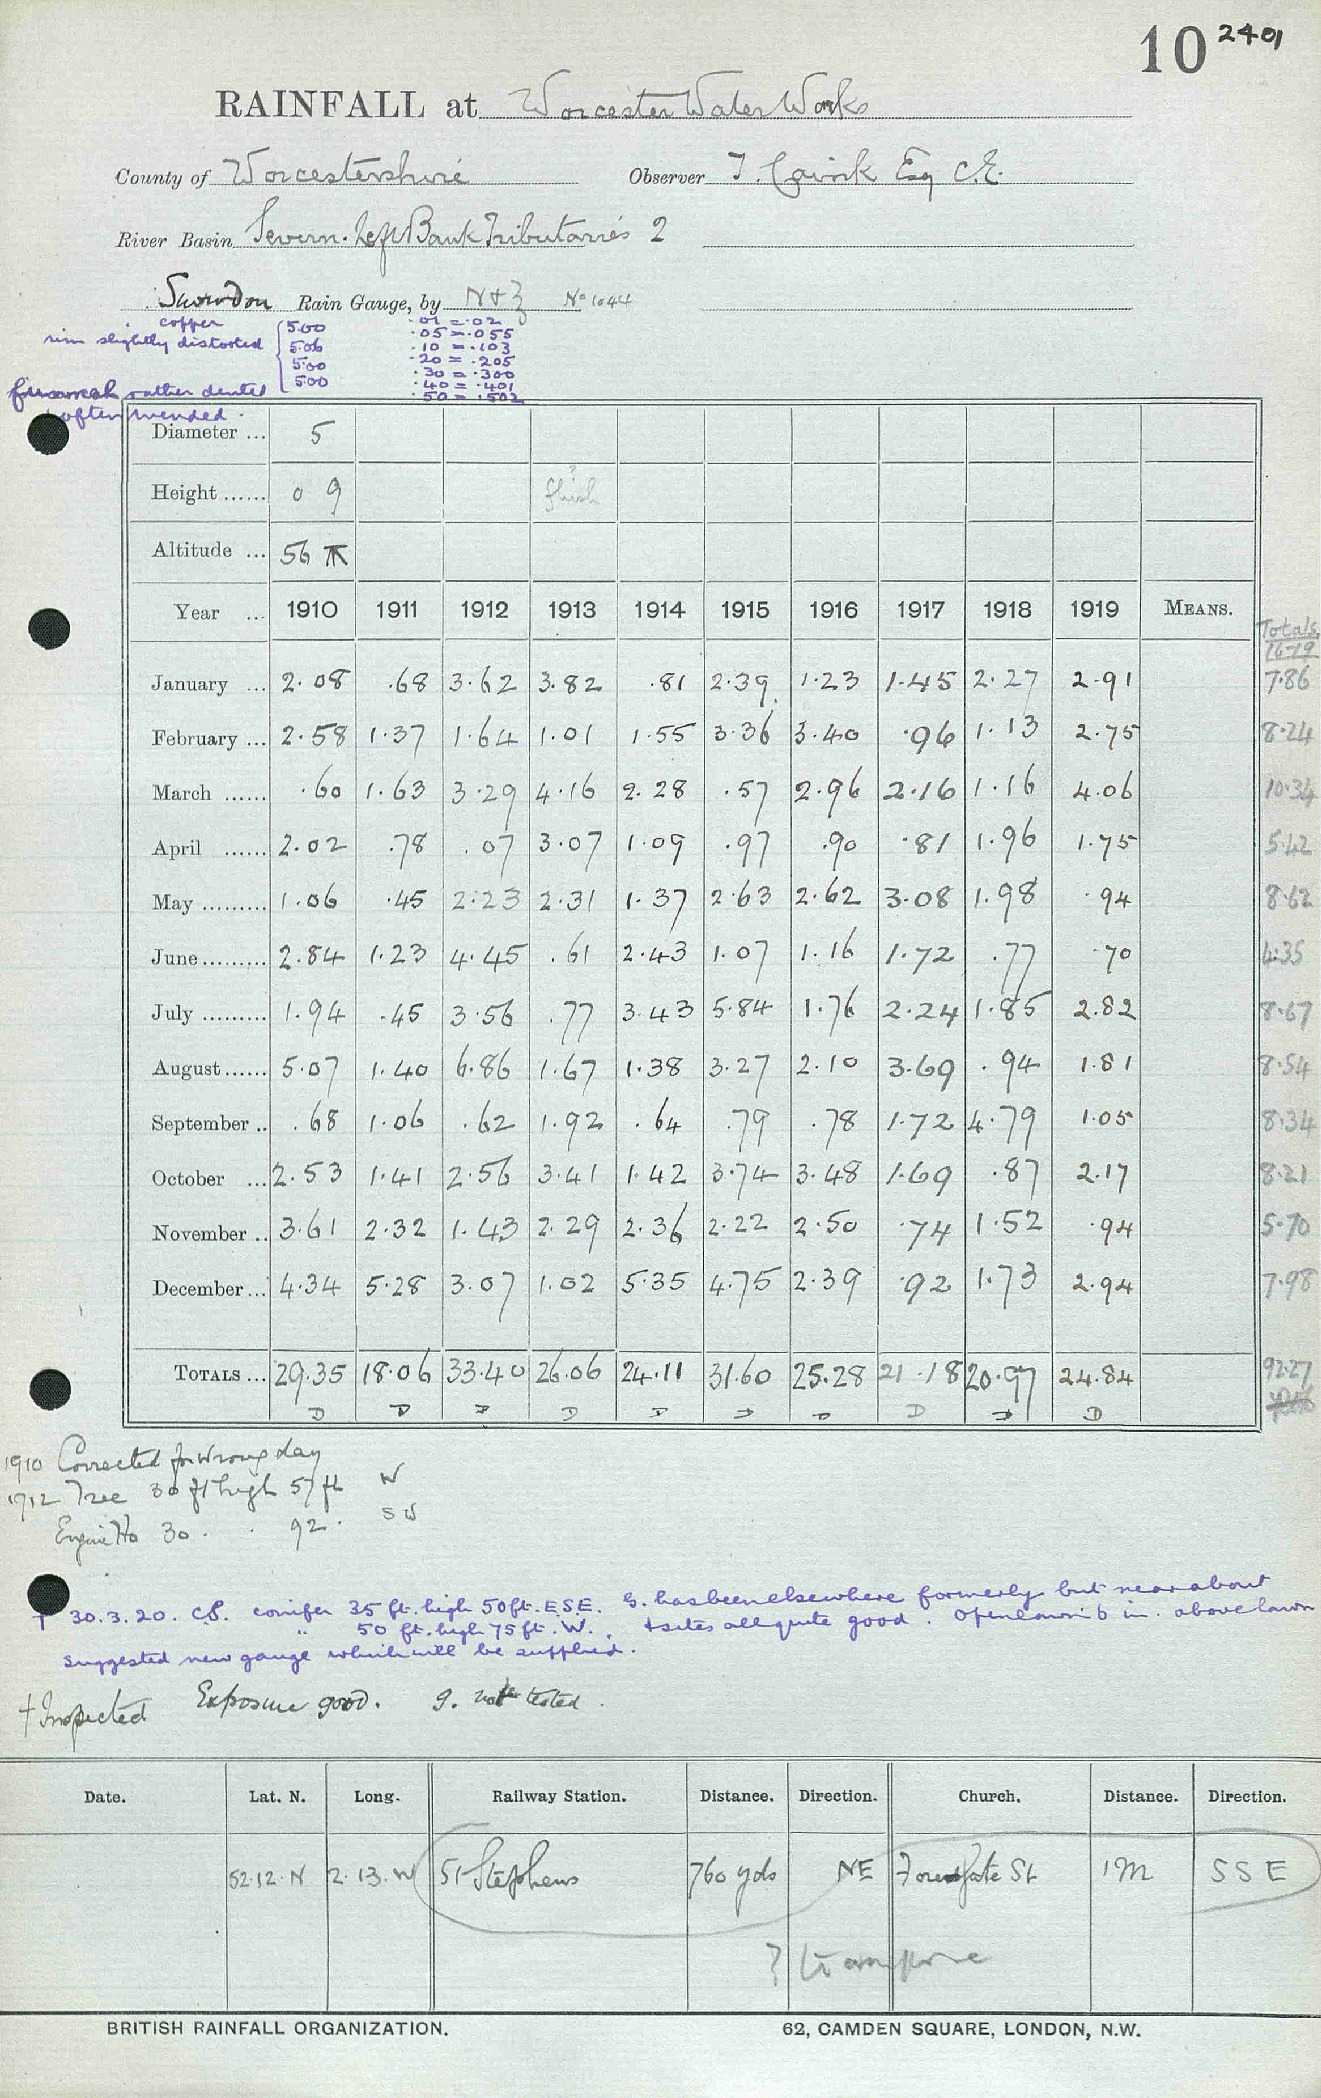 10 2401
RAINFALL at Worcester Water Works
County of Worcestershire Observer T. Caink Esq C.E.
River Basin Severn. Left Bank Tributaries 2
Snowdon Rain Gauge, by N & Z No 1044
copper
rim slightly distorted
5.00
5.06
5.00
5.00
.01 = .02
.05 = .055
.10 = .103
.20 = .205
.30 = .300
.40 = .401
.50 = .502
rather dented
& often mended.
Diameter ... 5
Height ...... 0 9 flush
Altitude ... 56
Year ... 1910 1911 1912 1913 1914 1915 1916 1917 1918 1919 MEANS. Totals 16-19
January ... 2.08 .68 3.62 3.82 .81 2.39 1.23 1.45 2.27 2.91 7.86
February ... 2.58 1.37 1.64 1.01 1.55 3.36 3.40 .96 1.13 2.75 8.24
March ...... .60 1.63 3.29 4.16 2.28 .57 2.96 2.16 1.16 4.06 10.34
April ...... 2.02 .78 .07 3.07 1.09 .97 .90 .81 1.96 1.75 5.42
May ......... 1.06 .45 2.23 2.31 1.37 2.63 2.62 3.08 1.98 .94 8.62
June ......... 2.84 1.23 4.45 .61 2.43 1.07 1.16 1.72 .77 .70 4.35
July ......... 1.94 .45 3.56 .77 3.43 5.84 1.76 2.24 1.85 2.82 8.67
August ...... 5.07 1.40 6.86 1.67 1.38 3.27 2.10 3.69 .94 1.81 8.54
September .. .68 1.06 .62 1.92 .64 .79 .78 1.72 4.79 1.05 8.34
October ... 2.53 1.41 2.56 3.41 1.42 3.74 3.48 1.69 .87 2.17 8.21
November .. 3.61 2.32 1.43 2.29 2.36 2.22 2.50 .74 1.52 .94 5.70
December ... 4.34 5.28 3.07 1.02 5.35 4.75 2.39 .92 1.73 2.94 7.98
TOTALS ... 29.35 18.06 33.40 26.06 24.11 31.60 25.28 21.18 20.97 24.84 92.27
D D D D D D D D D D
1910 Corrected for wrong day
1912 Tree 30 ft high 57 ft W
Engine Ho 30 . . 92 . SW
† 30.3.20. CS. conifer 35 ft. high 50 ft. E.S.E. G. has been elsewhere formerly but near about
" 50 ft. high 75 ft. W. & sites all quite good. Open lawn 6 in. above lawn
suggested new gauge which will be supplied.
† Inspected Exposure good. g. not tested.
Date. Lat. N. Long. Railway Station. Distance. Direction. Church. Distance. Direction.
52.12.N 2.13.W St Stephens 760 yds NE Foregate St 1 M S S E
? transpose
BRITISH RAINFALL ORGANIZATION. 62, CAMDEN SQUARE, LONDON, N.W.